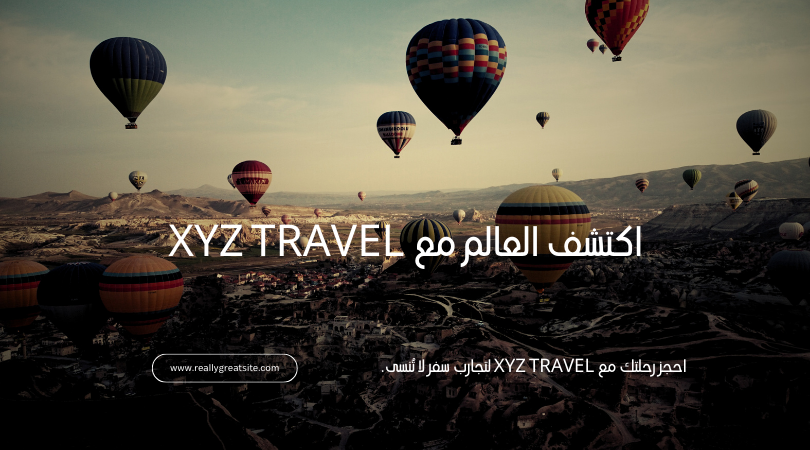 اكتشف العالم مع XYZ TRAVEL
احجز رحلتك مع XYZ TRAVEL لتجارب سفر لا تُنسى.
www.reallygreatsite.com